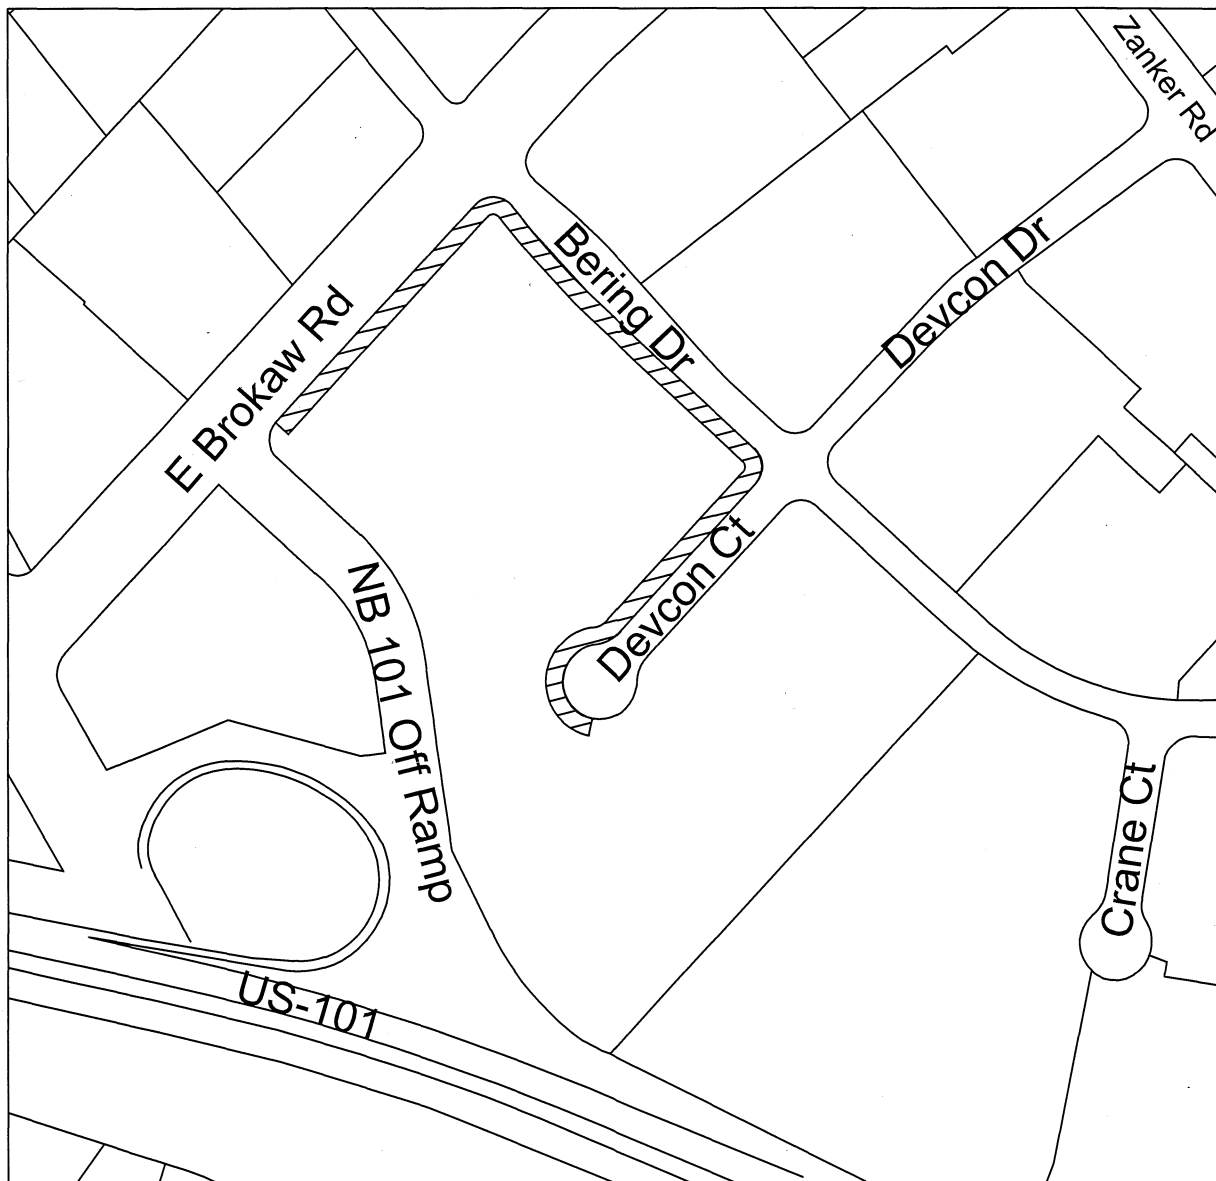 Zanker Rd
Bering Dr
Devcon Dr
E Brokaw Rd
Devcon Ct
NB 101 Off Ramp
Crane Ct
US-101